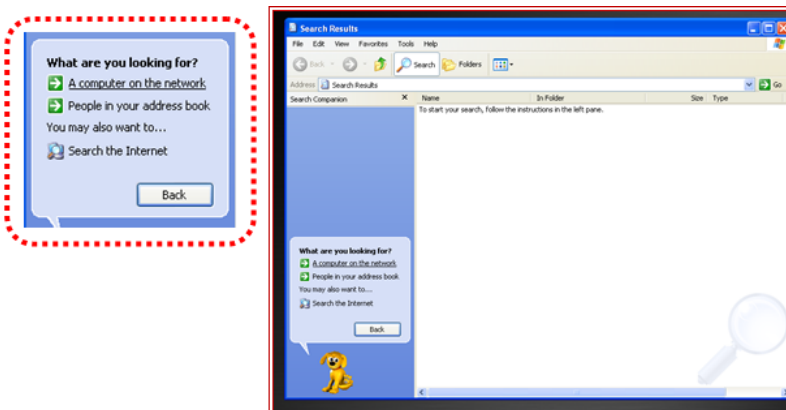 What are you looking for?
A computer on the network
People in your address book
You may also want to...
Search the Internet
Back
Search Results
File Edit View Favorites Tools Help
Back Search Folders
Address Search Results Go
Search Companion Name In Folder Size Type
To start your search, follow the instructions in the left pane.
What are you looking for?
A computer on the network
People in your address book
You may also want to...
Search the Internet
Back